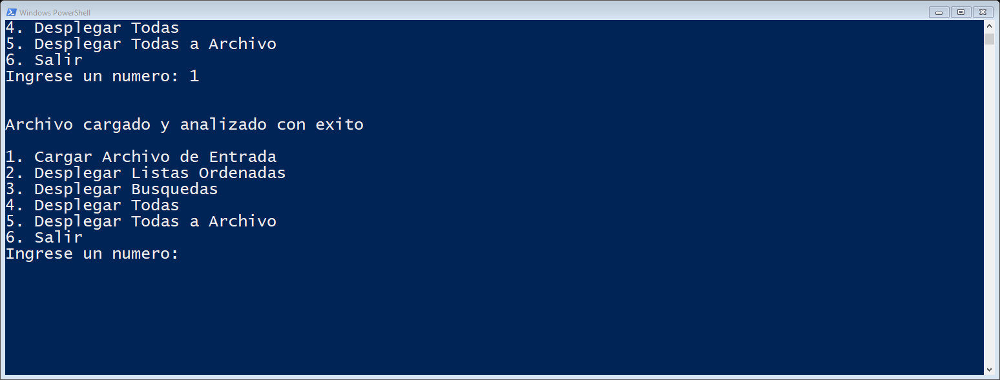 Windows PowerShell
4. Desplegar Todas
5. Desplegar Todas a Archivo
6. Salir
Ingrese un numero: 1
Archivo cargado y analizado con exito
1. Cargar Archivo de Entrada
2. Desplegar Listas Ordenadas
3. Desplegar Busquedas
4. Desplegar Todas
5. Desplegar Todas a Archivo
6. Salir
Ingrese un numero: